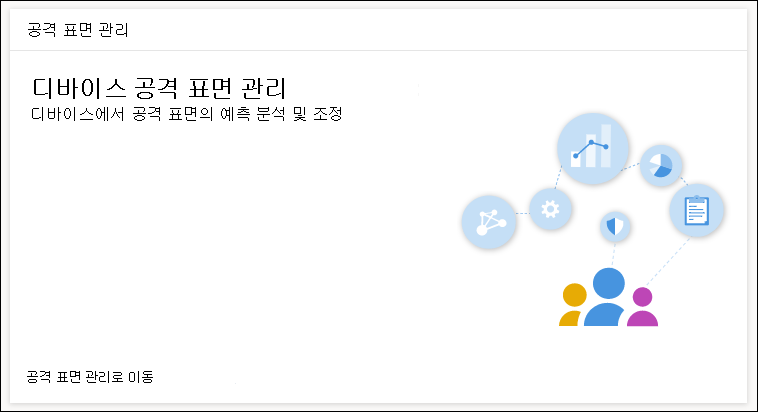 공격 표면 관리
디바이스 공격 표면 관리
디바이스에서 공격 표면의 예측 분석 및 조정
공격 표면 관리로 이동